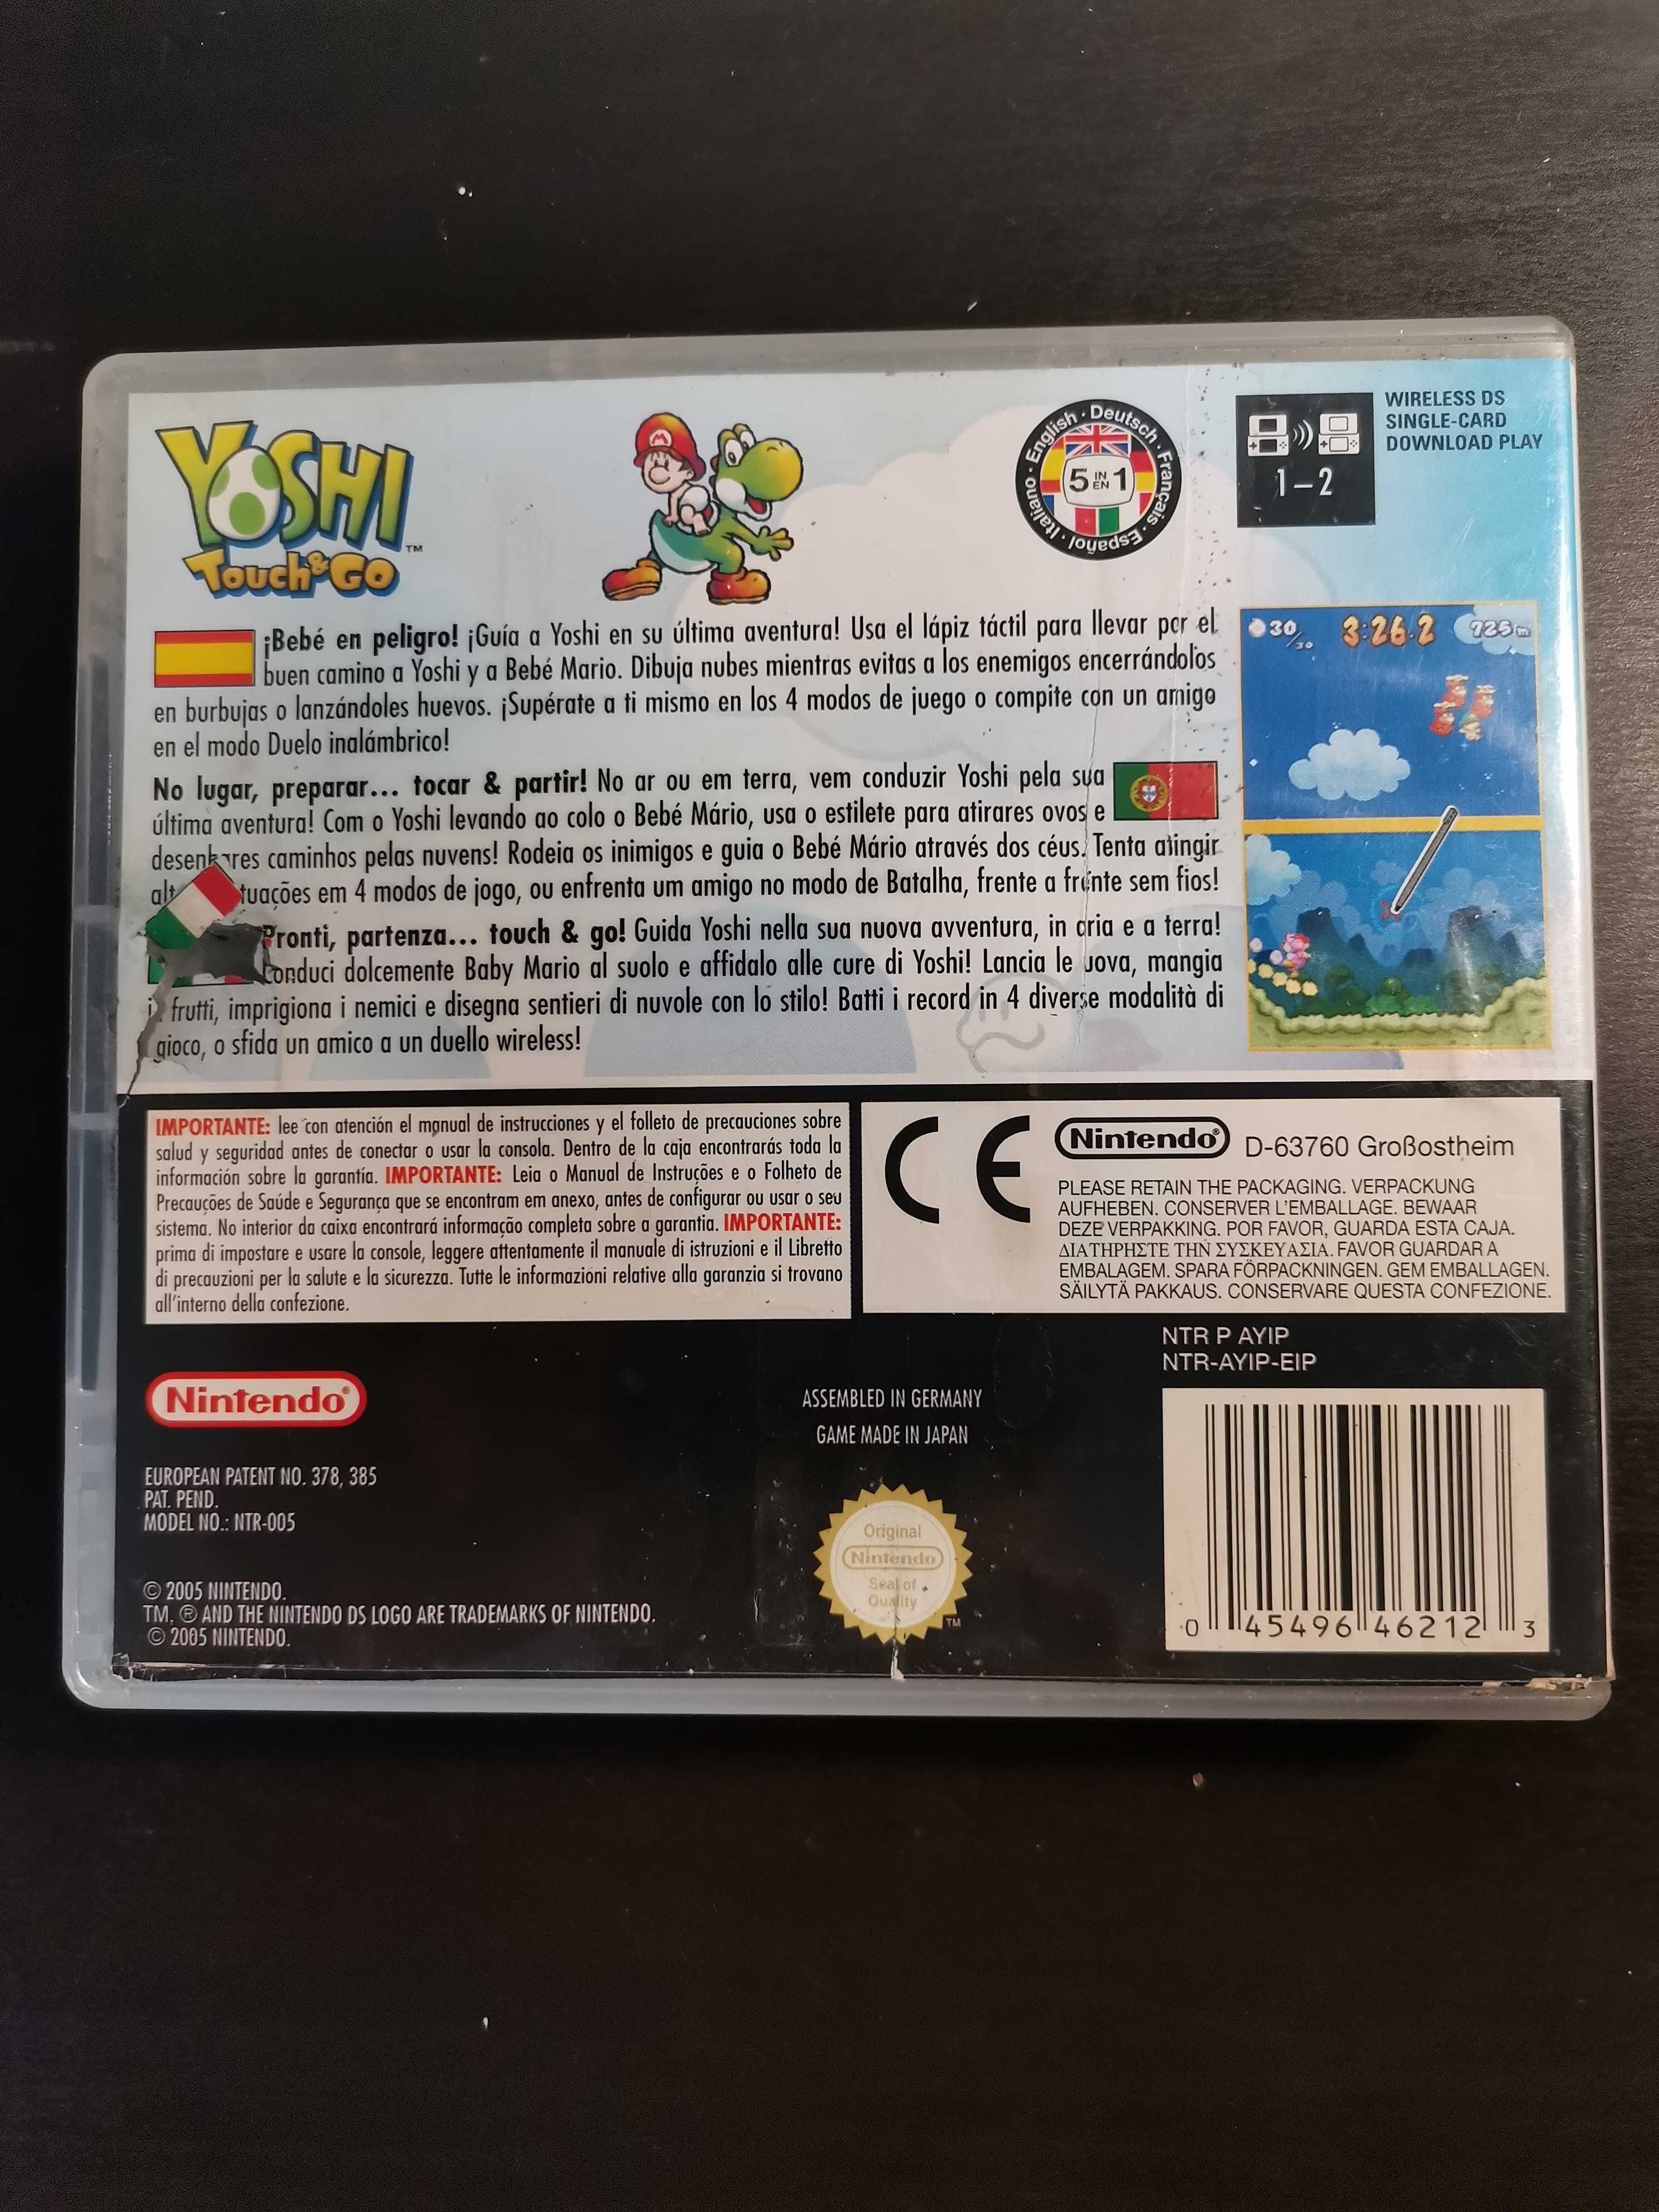 YOSHI
TOUCH & GO
TM
English · Deutsch · Français · Español · Italiano ·
5 IN EN 1
WIRELESS DS
SINGLE-CARD
DOWNLOAD PLAY
1–2
30/30 3:26.2 725m
¡Bebé en peligro! ¡Guía a Yoshi en su última aventura! Usa el lápiz táctil para llevar por el
buen camino a Yoshi y a Bebé Mario. Dibuja nubes mientras evitas a los enemigos encerrándolos
en burbujas o lanzándoles huevos. ¡Supérate a ti mismo en los 4 modos de juego o compite con un amigo
en el modo Duelo inalámbrico!
No lugar, preparar... tocar & partir! No ar ou em terra, vem conduzir Yoshi pela sua
última aventura! Com o Yoshi levando ao colo o Bebé Mário, usa o estilete para atirares ovos e
desenhares caminhos pelas nuvens! Rodeia os inimigos e guia o Bebé Mário através dos céus. Tenta atingir
em 4 modos de jogo, ou enfrenta um amigo no modo de Batalha, frente a frente sem fios!
Pronti, partenza... touch & go! Guida Yoshi nella sua nuova avventura, in aria e a terra!
Conduci dolcemente Baby Mario al suolo e affidalo alle cure di Yoshi! Lancia le uova, mangia
i frutti, imprigiona i nemici e disegna sentieri di nuvole con lo stilo! Batti i record in 4 diverse modalità di
gioco, o sfida un amico a un duello wireless!
IMPORTANTE: lee con atención el manual de instrucciones y el folleto de precauciones sobre
salud y seguridad antes de conectar o usar la consola. Dentro de la caja encontrarás toda la
información sobre la garantía. IMPORTANTE: Leia o Manual de Instruções e o Folheto de
Precauções de Saúde e Segurança que se encontram em anexo, antes de configurar ou usar o seu
sistema. No interior da caixa encontrará informação completa sobre a garantia. IMPORTANTE:
prima di impostare e usare la console, leggere attentamente il manuale di istruzioni e il Libretto
di precauzioni per la salute e la sicurezza. Tutte le informazioni relative alla garanzia si trovano
all'interno della confezione.
CE
Nintendo® D-63760 Großostheim
PLEASE RETAIN THE PACKAGING. VERPACKUNG
AUFHEBEN. CONSERVER L'EMBALLAGE. BEWAAR
DEZE VERPAKKING. POR FAVOR, GUARDA ESTA CAJA.
ΔΙΑΤΗΡΗΣΤΕ ΤΗΝ ΣΥΣΚΕΥΑΣΙΑ. FAVOR GUARDAR A
EMBALAGEM. SPARA FÖRPACKNINGEN. GEM EMBALLAGEN.
SÄILYTÄ PAKKAUS. CONSERVARE QUESTA CONFEZIONE.
NTR P AYIP
NTR-AYIP-EIP
Nintendo®
ASSEMBLED IN GERMANY
GAME MADE IN JAPAN
EUROPEAN PATENT NO. 378, 385
PAT. PEND.
MODEL NO.: NTR-005
Original
Nintendo
Seal of
Quality
TM
© 2005 NINTENDO.
TM, ® AND THE NINTENDO DS LOGO ARE TRADEMARKS OF NINTENDO.
© 2005 NINTENDO.
0 45496 46212 3